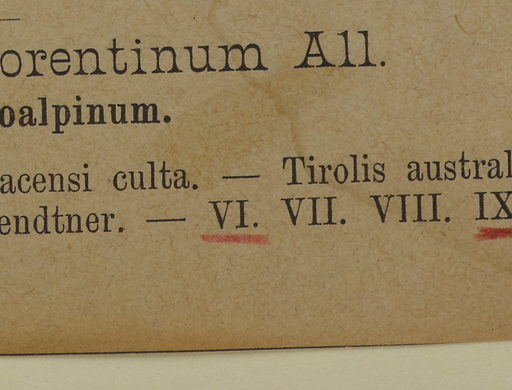 orentinum All.
oalpinum.
acensi culta. — Tirolis austral
endtner. — VI. VII. VIII. IX